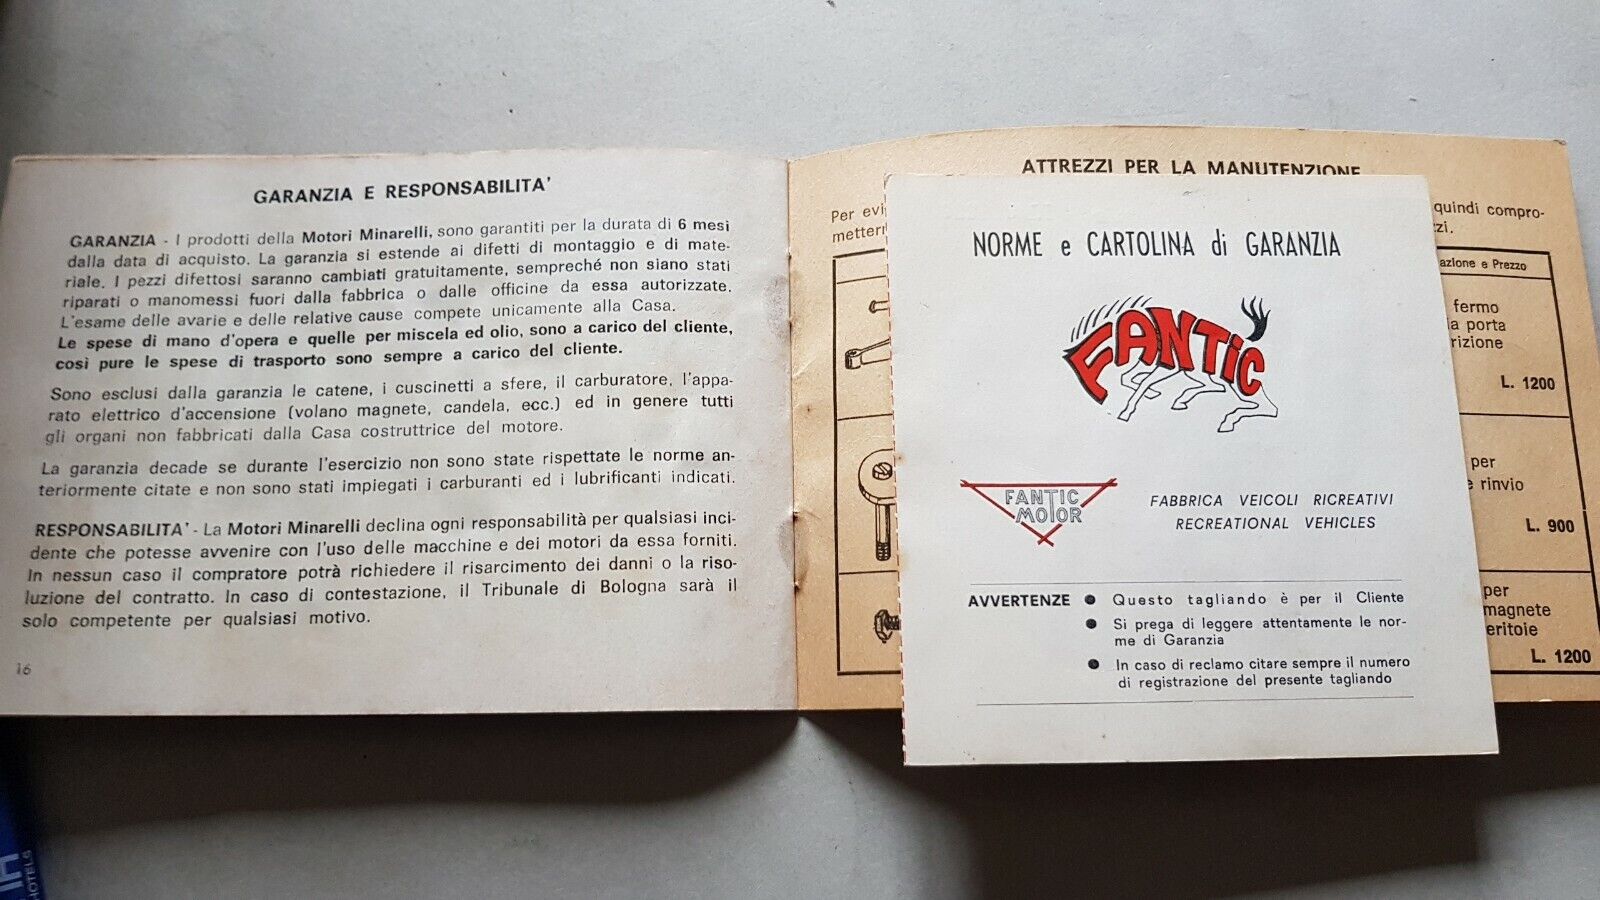 GARANZIA E RESPONSABILITA'
GARANZIA - I prodotti della Motori Minarelli, sono garantiti per la durata di 6 mesi
dalla data di acquisto. La garanzia si estende ai difetti di montaggio e di mate-
riale. I pezzi difettosi saranno cambiati gratuitamente, sempreché non siano stati
riparati o manomessi fuori dalla fabbrica o dalle officine da essa autorizzate.
L'esame delle avarie e delle relative cause compete unicamente alla Casa.
Le spese di mano d'opera e quelle per miscela ed olio, sono a carico del cliente,
così pure le spese di trasporto sono sempre a carico del cliente.
Sono esclusi dalla garanzia le catene, i cuscinetti a sfere, il carburatore, l'appa-
rato elettrico d'accensione (volano magnete, candela, ecc.) ed in genere tutti
gli organi non fabbricati dalla Casa costruttrice del motore.
La garanzia decade se durante l'esercizio non sono state rispettate le norme an-
teriormente citate e non sono stati impiegati i carburanti ed i lubrificanti indicati.
RESPONSABILITA' - La Motori Minarelli declina ogni responsabilità per qualsiasi inci-
dente che potesse avvenire con l'uso delle macchine e dei motori da essa forniti.
In nessun caso il compratore potrà richiedere il risarcimento dei danni o la riso-
luzione del contratto. In caso di contestazione, il Tribunale di Bologna sarà il
solo competente per qualsiasi motivo.
16
ATTREZZI PER LA MANUTENZIONE
Per evi
metterr
quindi compro-
zi.
azione e Prezzo
fermo
a porta
rizione
L. 1200
per
e rinvio
L. 900
per
magnete
eritoie
L. 1200
NORME e CARTOLINA di GARANZIA
FANTIC
FANTIC
MOTOR
FABBRICA VEICOLI RICREATIVI
RECREATIONAL VEHICLES
AVVERTENZE ● Questo tagliando è per il Cliente
● Si prega di leggere attentamente le nor-
me di Garanzia
● In caso di reclamo citare sempre il numero
di registrazione del presente tagliando
HOTELS